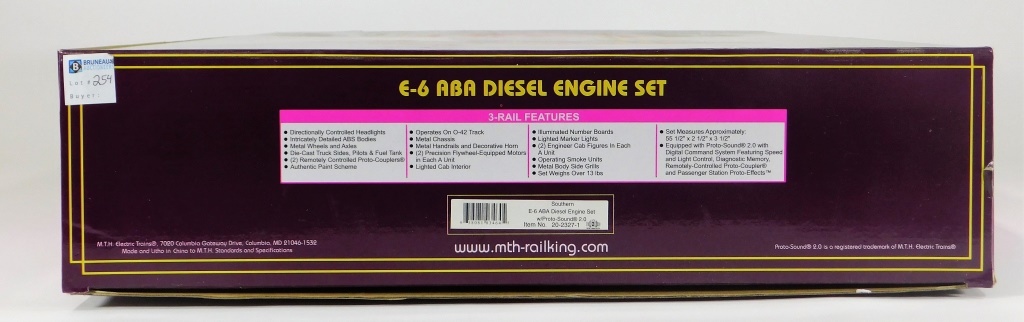 BRUNEAU
Lot# 254
Buyer:
E-6 ABA DIESEL ENGINE SET
3-RAIL FEATURES
• Directionally Controlled Headlights
• Intricately Detailed ABS Bodies
• Metal Wheels and Axles
• Die-Cast Truck Sides, Pilots & Fuel Tank
• (2) Remotely Controlled Proto-Couplers®
• Authentic Paint Scheme
• Operates On O-42 Track
• Metal Chassis
• Metal Handrails and Decorative Horn
• (2) Precision Flywheel-Equipped Motors
in Each A Unit
• Lighted Cab Interior
• Illuminated Number Boards
• Lighted Marker Lights
• (2) Engineer Cab Figures In Each
A Unit
• Operating Smoke Units
• Metal Body Side Grills
• Set Weighs Over 13 lbs
• Set Measures Approximately:
55 1/2" x 2 1/2" x 3 1/2"
• Equipped with Proto-Sound® 2.0 with
Digital Command System Featuring Speed
and Light Control, Diagnostic Memory,
Remotely-Controlled Proto-Coupler®
and Passenger Station Proto-Effects™
Southern
E-6 ABA Diesel Engine Set
w/Proto-Sound® 2.0
Item No. 20-2327-1
www.mth-railking.com
M.T.H. Electric Trains®, 7020 Columbia Gateway Drive, Columbia, MD 21046-1532
Made and Litho in China to M.T.H. Standards and Specifications
Proto-Sound® 2.0 is a registered trademark of M.T.H. Electric Trains®